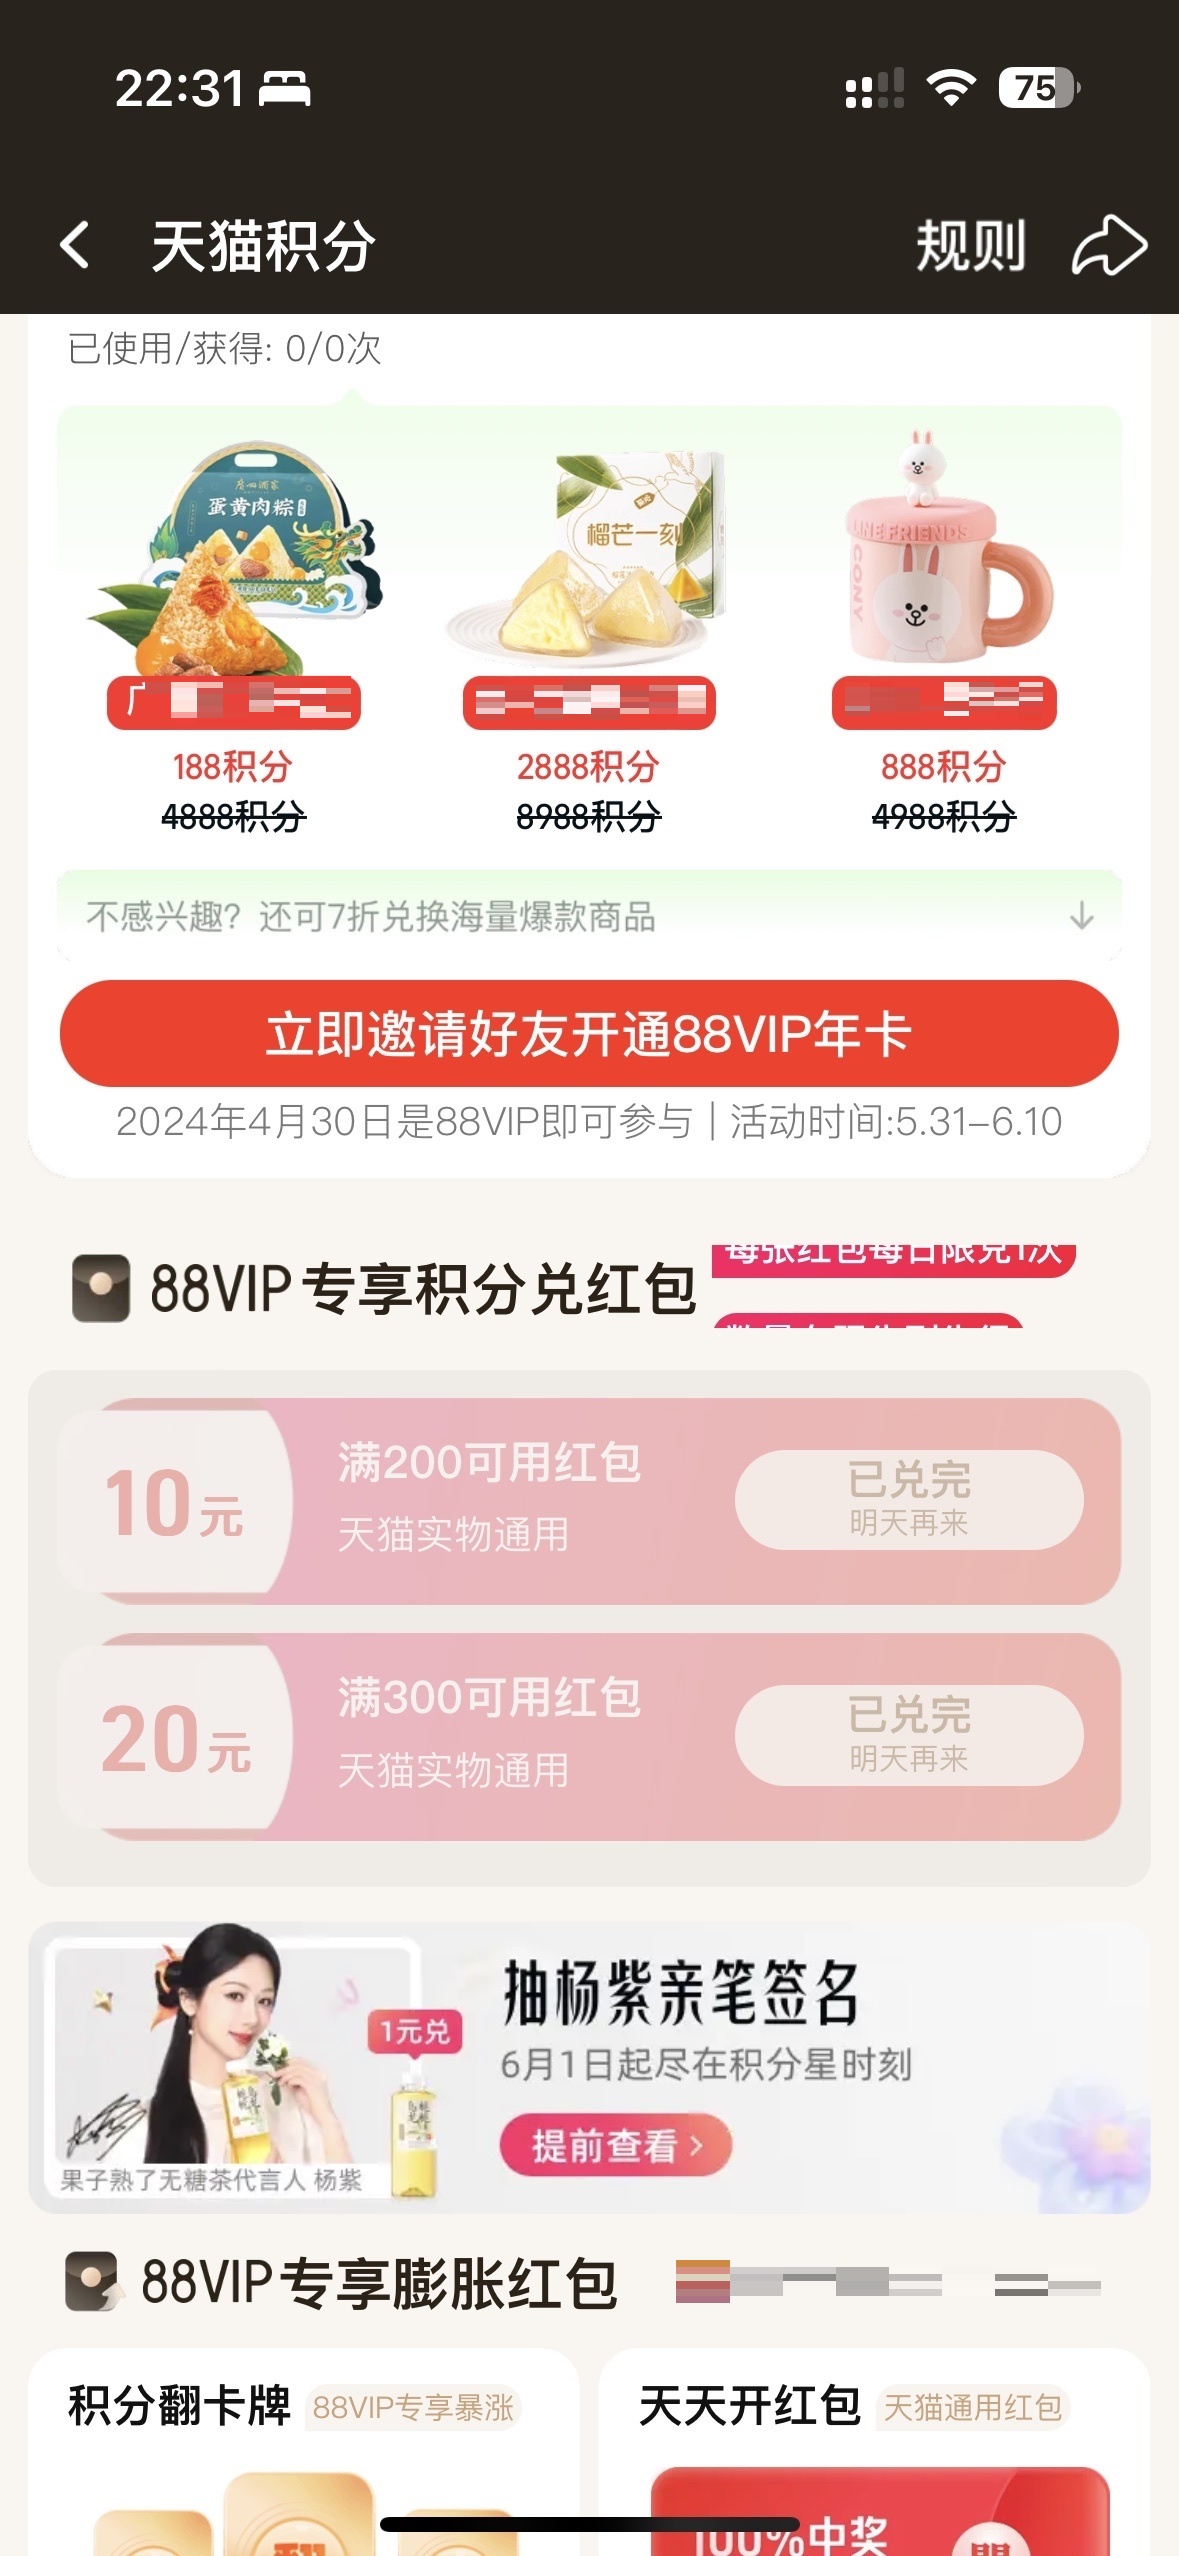 22:31
75
天猫积分
规则
已使用/获得: 0/0次
蛋黄肉粽
榴芒一刻
LINE FRIENDS
CONY
广
188积分
2888积分
888积分
4888积分
8988积分
4988积分
不感兴趣？还可7折兑换海量爆款商品
立即邀请好友开通88VIP年卡
2024年4月30日是88VIP即可参与 | 活动时间:5.31-6.10
88VIP专享积分兑红包
每张红包每日限兑1次
10元
满200可用红包
天猫实物通用
已兑完
明天再来
20元
满300可用红包
天猫实物通用
已兑完
明天再来
抽杨紫亲笔签名
1元兑
6月1日起尽在积分星时刻
提前查看
果子熟了无糖茶代言人 杨紫
88VIP专享膨胀红包
积分翻卡牌
88VIP专享暴涨
天天开红包
天猫通用红包
100%中奖